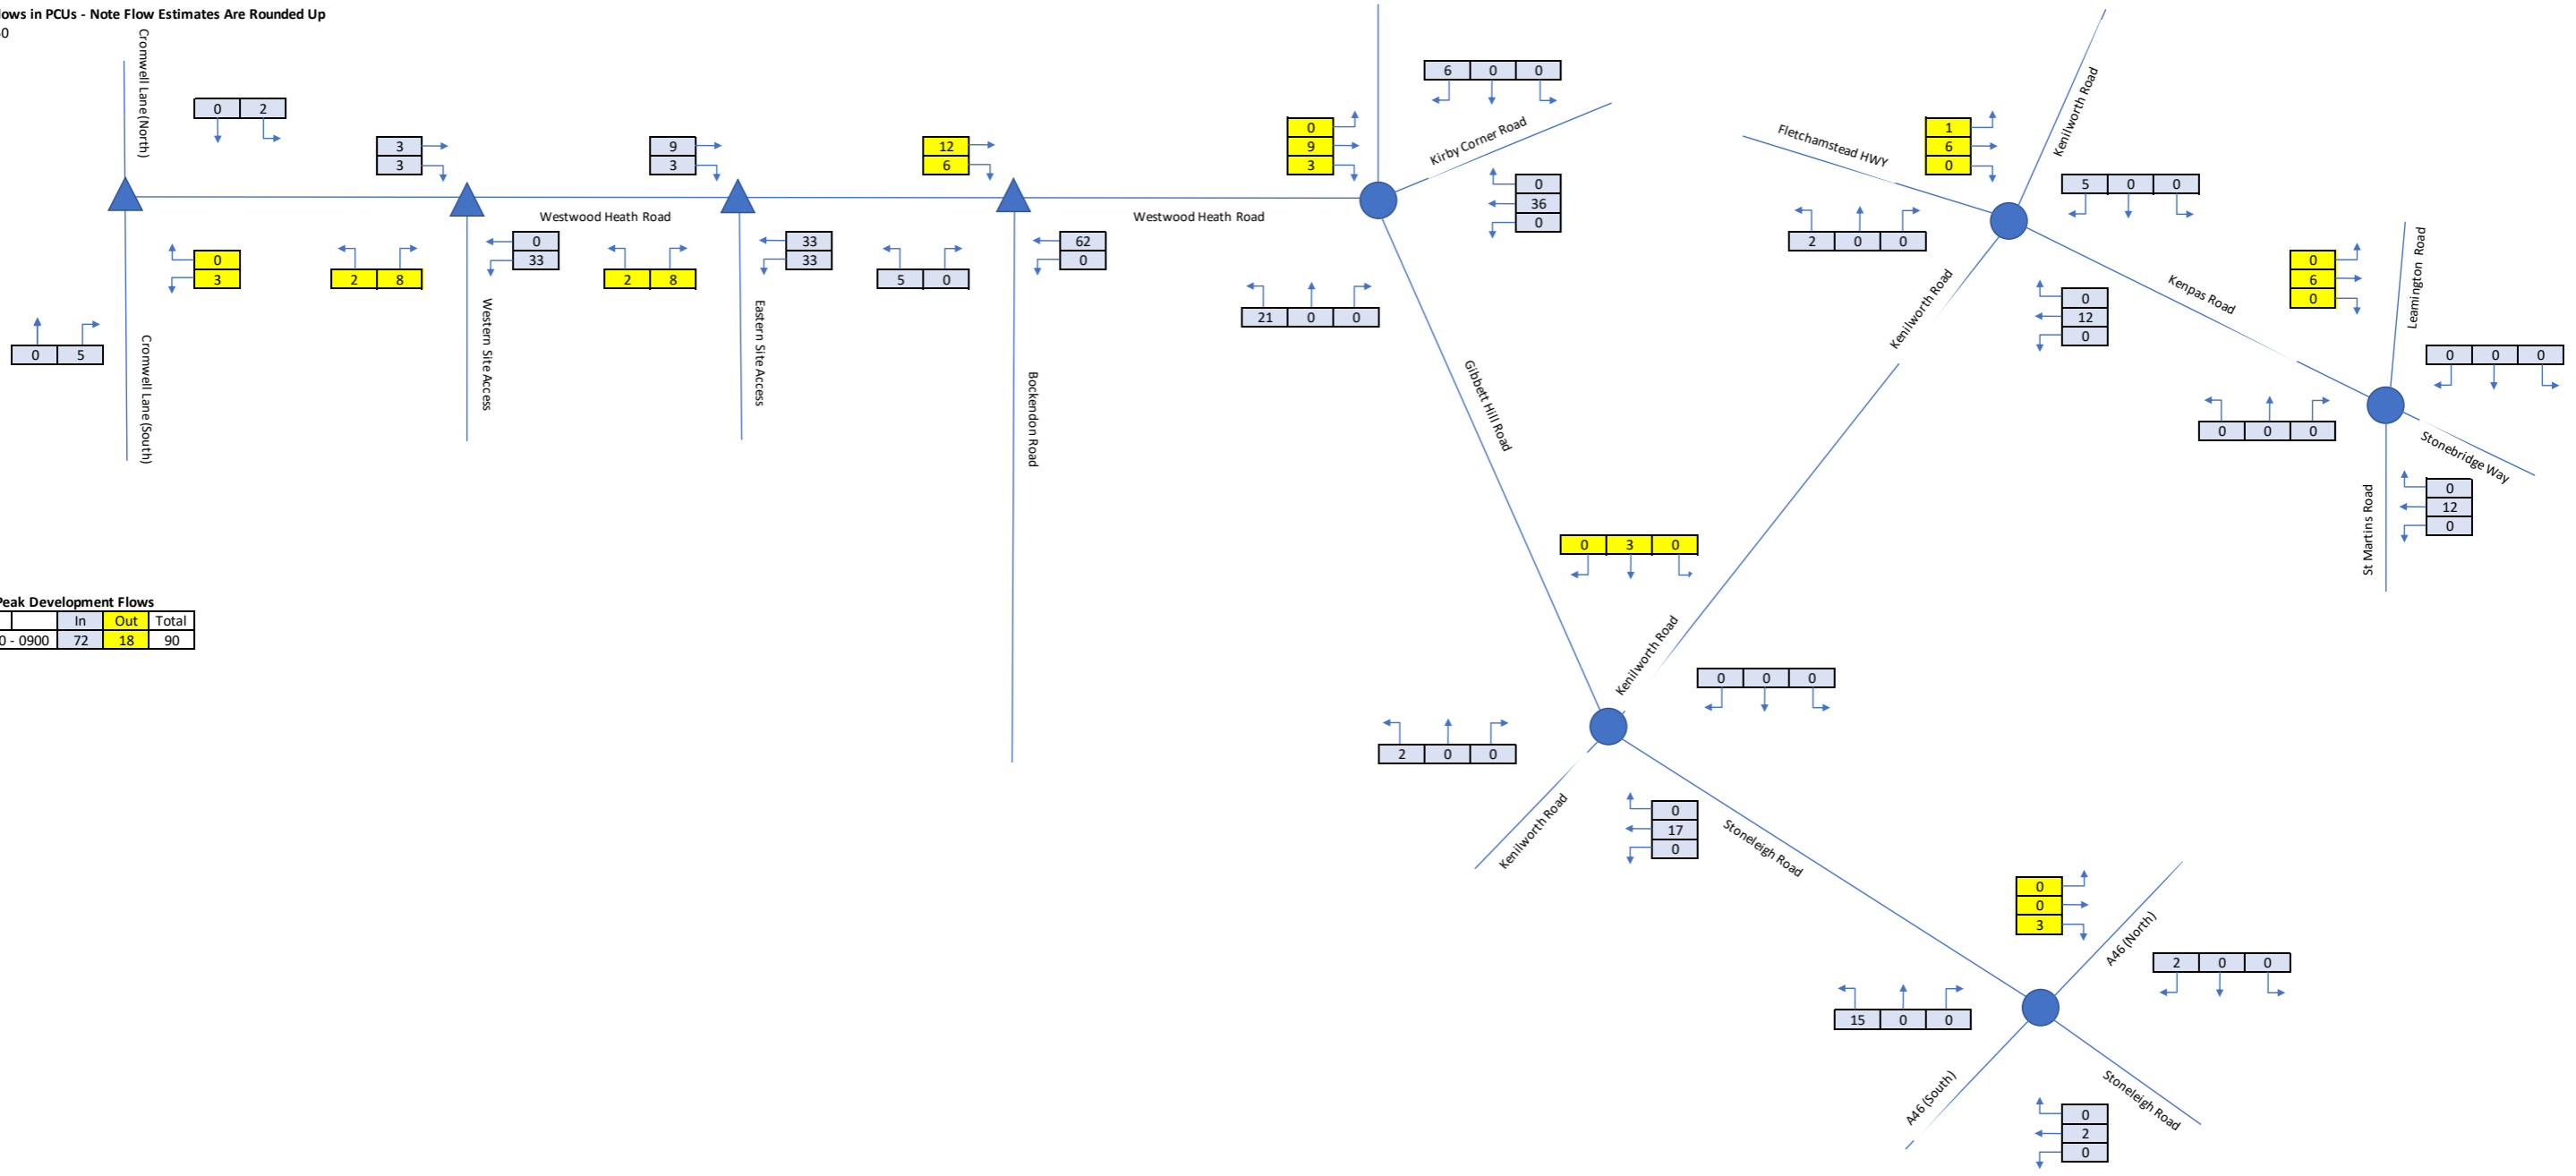 lows in PCUs - Note Flow Estimates Are Rounded Up
0
Cromwell Lane (North)
0 2
3
3
9
3
12
6
0
9
3
6 0 0
Kirby Corner Road
0
36
0
Fletchamstead HWY
1
6
0
Kenilworth Road
5 0 0
2 0 0
Westwood Heath Road
Westwood Heath Road
0
3
2 8
0
33
2 8
33
33
5 0
62
0
21 0 0
0 5
Cromwell Lane (South)
Western Site Access
Eastern Site Access
Bockendon Road
Gibbett Hill Road
Kenilworth Road
0
12
0
Kenpas Road
0
6
0
Leamington Road
0 0 0
0 0 0
Stonebridge Way
St Martins Road
0
12
0
0 3 0
Peak Development Flows
In Out Total
0 - 0900 72 18 90
Kenilworth Road
0 0 0
2 0 0
Kenilworth Road
0
17
0
Stoneleigh Road
0
0
3
A46 (North)
2 0 0
15 0 0
A46 (South)
Stoneleigh Road
0
2
0